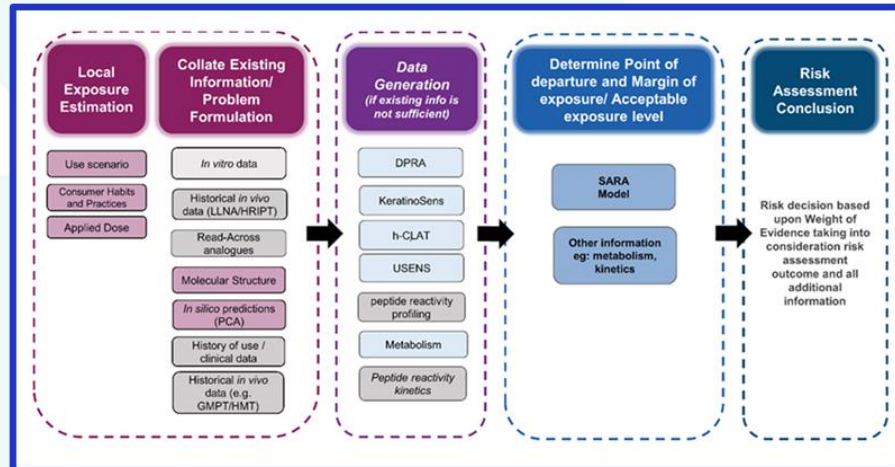 Local
Exposure
Estimation
Use scenario
Consumer Habits
and Practices
Applied Dose
Collate Existing
Information/
Problem
Formulation
In vitro data
Historical in vivo
data (LLNA/HRIPT)
Read-Across
analogues
Molecular Structure
In silico predictions
(PCA)
History of use /
clinical data
Historical in vivo
data (e.g.
GMPT/HMT)
Data
Generation
(if existing info is
not sufficient)
DPRA
KeratinoSens
h-CLAT
USENS
peptide reactivity
profiling
Metabolism
Peptide reactivity
kinetics
Determine Point of
departure and Margin of
exposure/ Acceptable
exposure level
SARA
Model
Other information
eg: metabolism,
kinetics
Risk
Assessment
Conclusion
Risk decision based
upon Weight of
Evidence taking into
consideration risk
assessment
outcome and all
additional
information